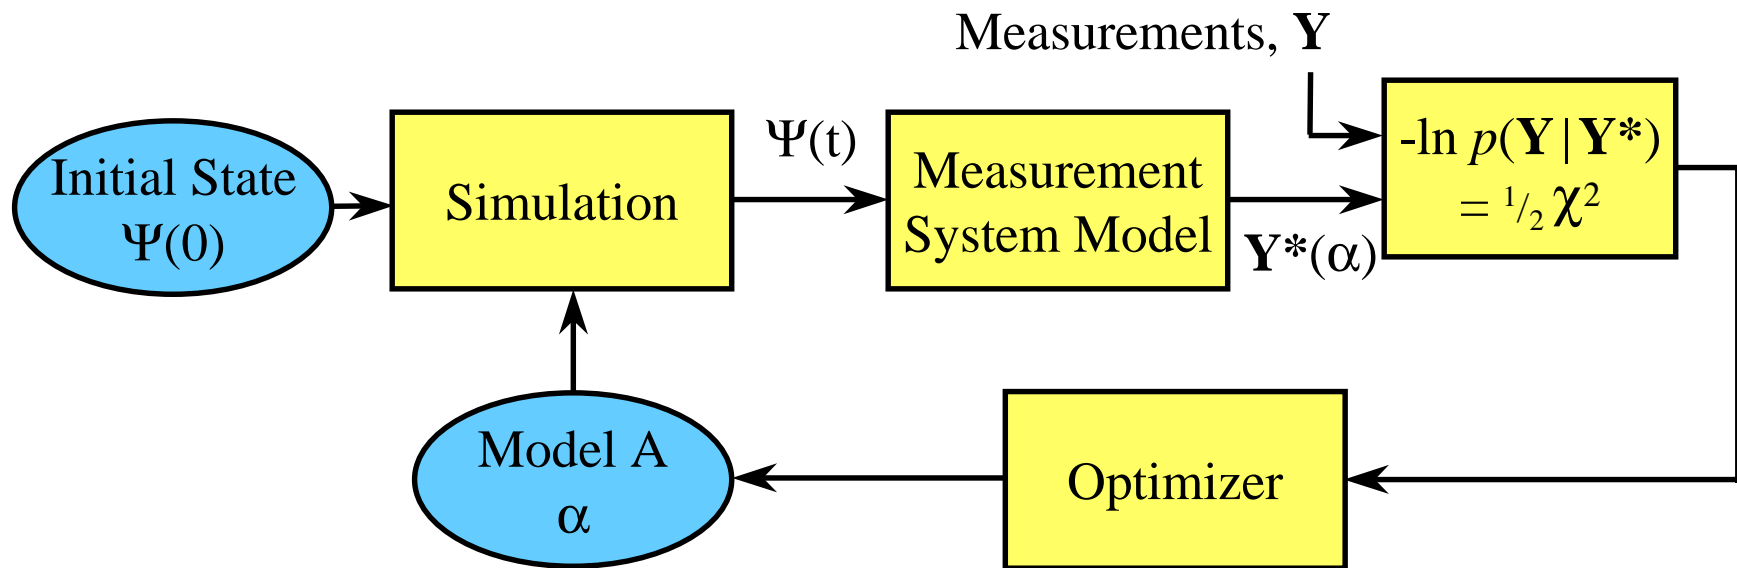 Measurements, Y
Initial State
Ψ(0)
Simulation
Ψ(t)
Measurement
System Model
Y*(α)
-ln p(Y|Y*)
= 1/2 χ²
Model A
α
Optimizer